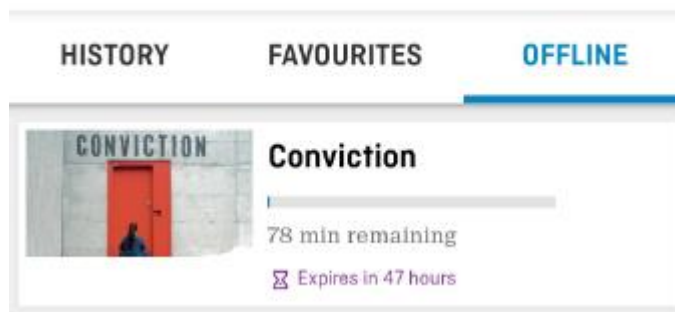 HISTORY FAVOURITES OFFLINE
CONVICTION
Conviction
78 min remaining
Expires in 47 hours